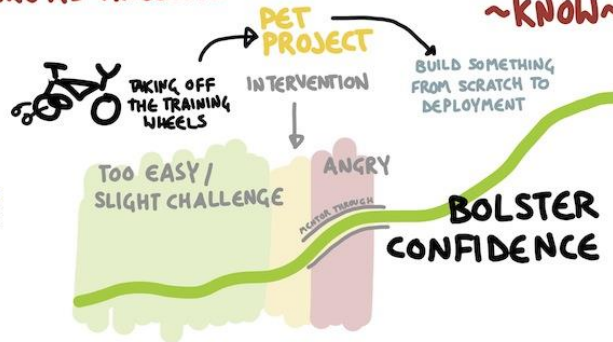 ~KNOW~
PET
PROJECT
TAKING OFF
THE TRAINING
WHEELS
INTERVENTION
BUILD SOMETHING
FROM SCRATCH TO
DEPLOYMENT
TOO EASY/
SLIGHT CHALLENGE
ANGRY
MENTOR THROUGH
BOLSTER
CONFIDENCE